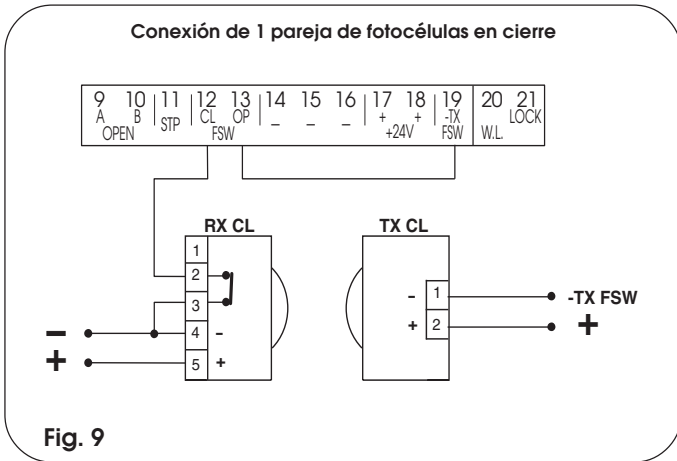 Conexión de 1 pareja de fotocélulas en cierre
9 10 11 12 13 14 15 16 17 18 19 20 21
A B STP CL OP – – – + + -TX W.L. LOCK
OPEN FSW +24V FSW
RX CL TX CL
1
2
3
4 -
5 +
- 1 -TX FSW
+ 2 +
-
+
Fig. 9